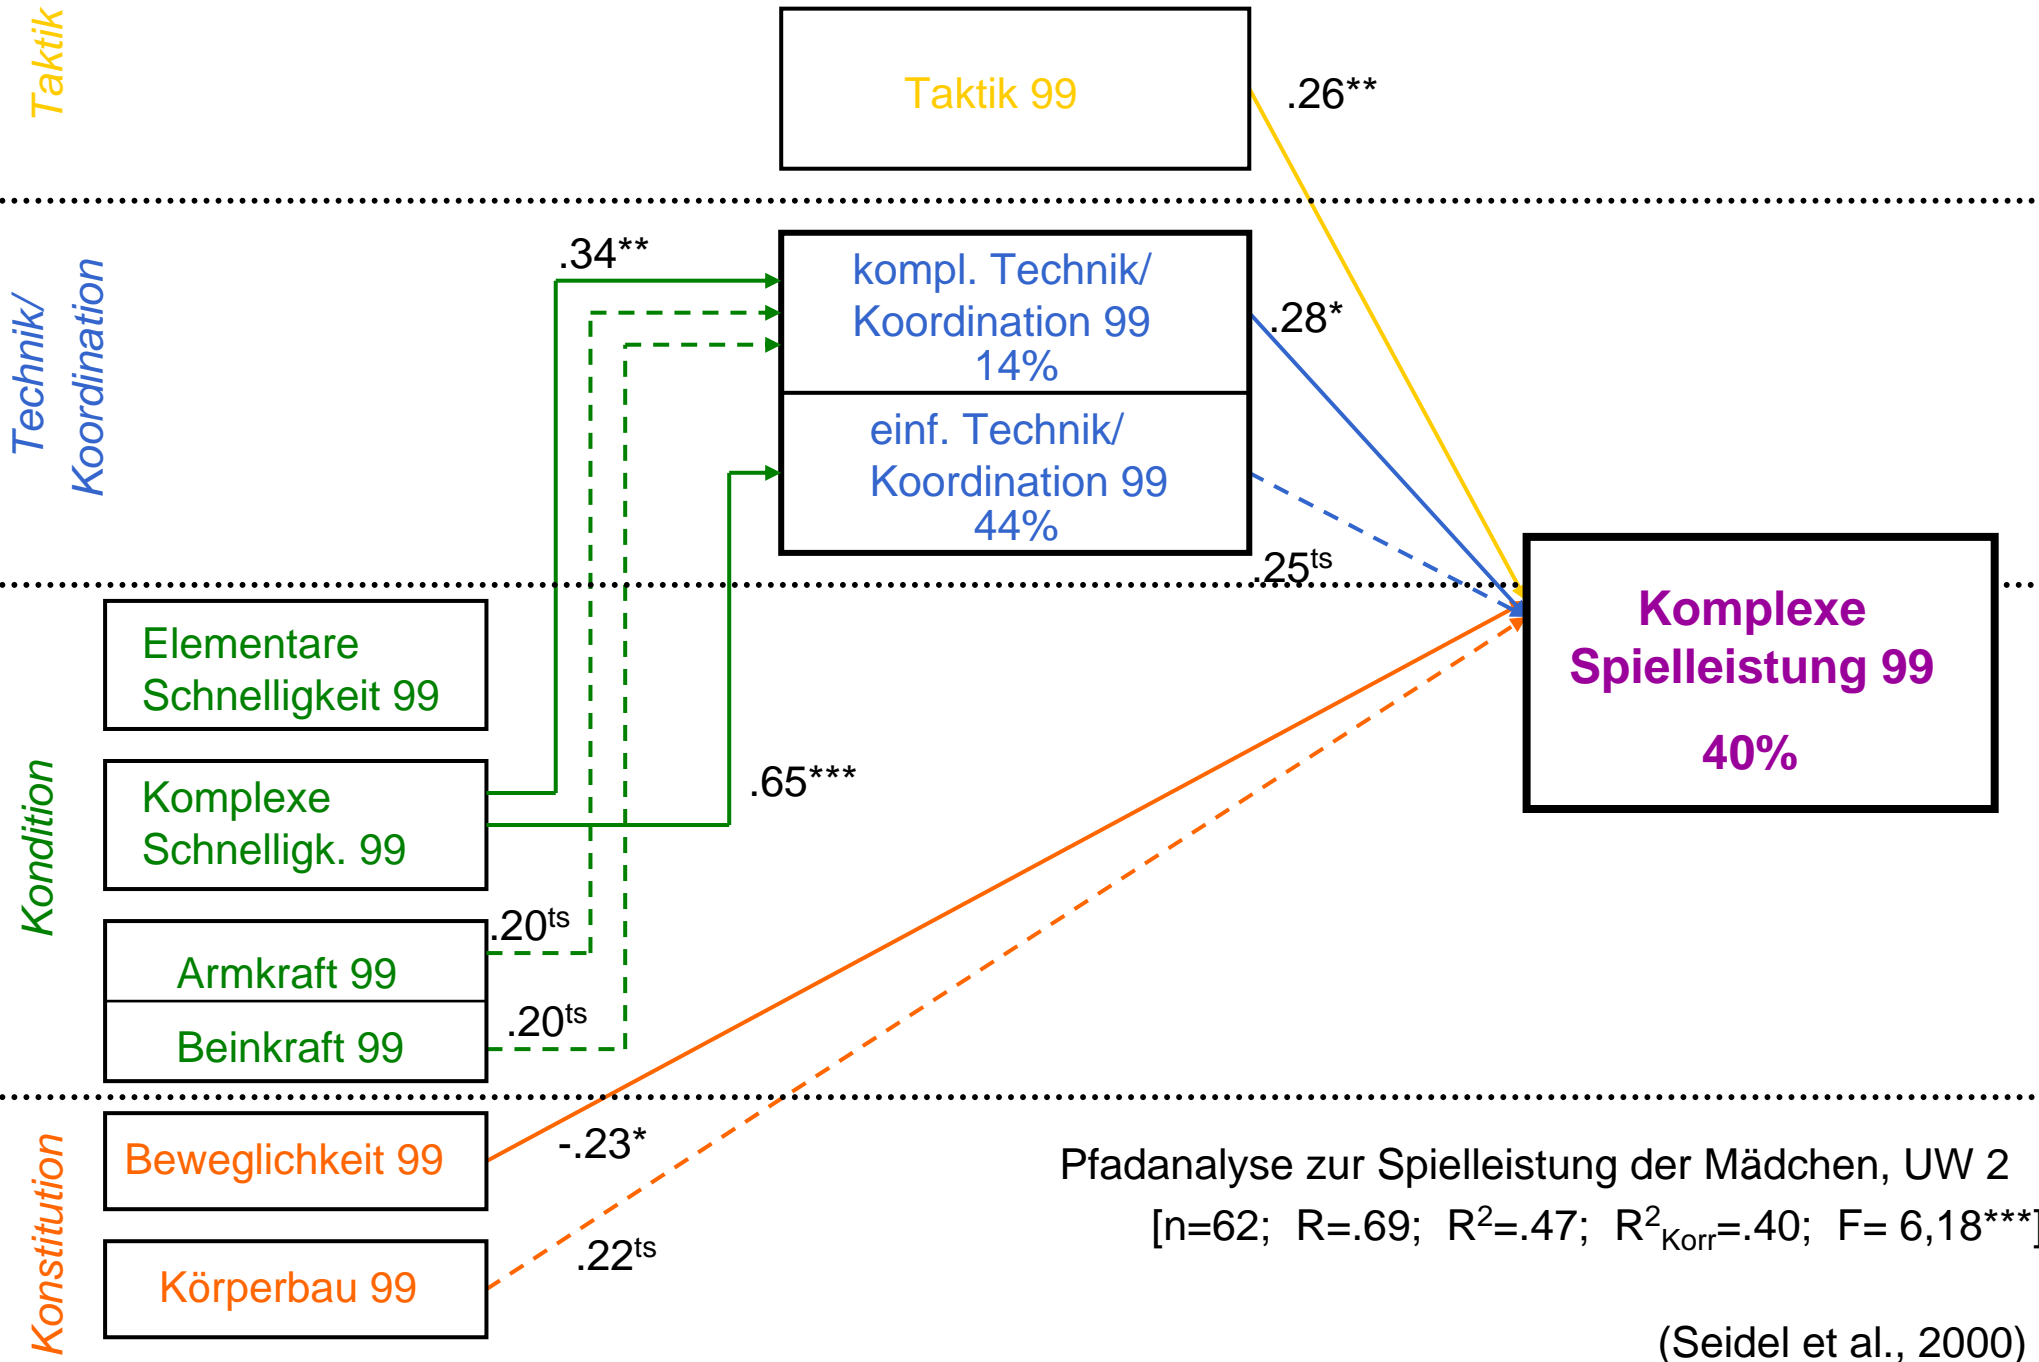 Taktik
Taktik 99
.26**
Technik/
Koordination
.34**
kompl. Technik/
Koordination 99
14%
.28*
einf. Technik/
Koordination 99
44%
.25ts
Kondition
Elementare
Schnelligkeit 99
Komplexe
Schnelligk. 99
.65***
Komplexe
Spielleistung 99
40%
.20ts
Armkraft 99
.20ts
Beinkraft 99
Konstitution
Beweglichkeit 99
-.23*
Körperbau 99
.22ts
Pfadanalyse zur Spielleistung der Mädchen, UW 2
[n=62; R=.69; R²=.47; R²Korr=.40; F= 6,18***]
(Seidel et al., 2000)